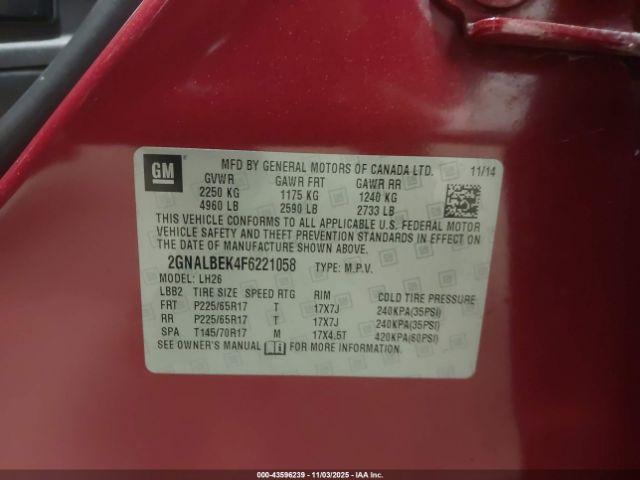 GM
MFD BY GENERAL MOTORS OF CANADA LTD. 11/14
GVWR GAWR FRT GAWR RR
2250 KG 1175 KG 1240 KG
4960 LB 2590 LB 2733 LB
THIS VEHICLE CONFORMS TO ALL APPLICABLE U.S. FEDERAL MOTOR
VEHICLE SAFETY AND THEFT PREVENTION STANDARDS IN EFFECT ON
THE DATE OF MANUFACTURE SHOWN ABOVE.
2GNALBEK4F6221058 TYPE: M.P.V.
MODEL: LH26
LBB2 TIRE SIZE SPEED RTG RIM COLD TIRE PRESSURE
FRT P225/65R17 T 17X7J 240KPA(35PSI)
RR P225/65R17 T 17X7J 240KPA(35PSI)
SPA T145/70R17 M 17X4.5T 420KPA(60PSI)
SEE OWNER'S MANUAL FOR MORE INFORMATION.
000-43596239 - 11/03/2025 - IAAI.COM